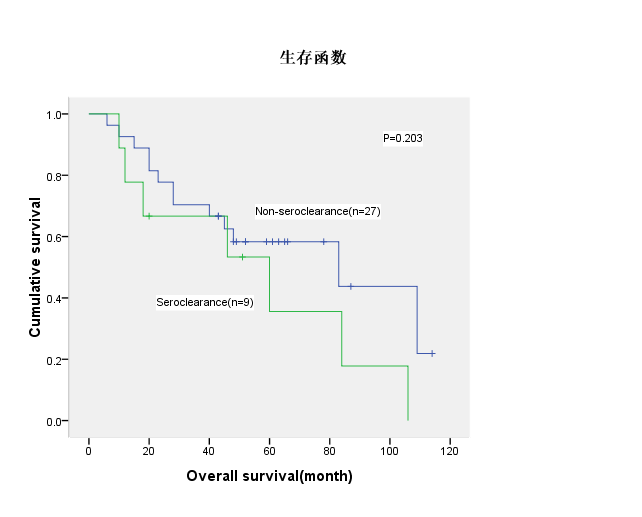 生存函数
P=0.203
Non-seroclearance(n=27)
Seroclearance(n=9)
Cumulative survival
1.0
0.8
0.6
0.4
0.2
0.0
0 20 40 60 80 100 120
Overall survival(month)